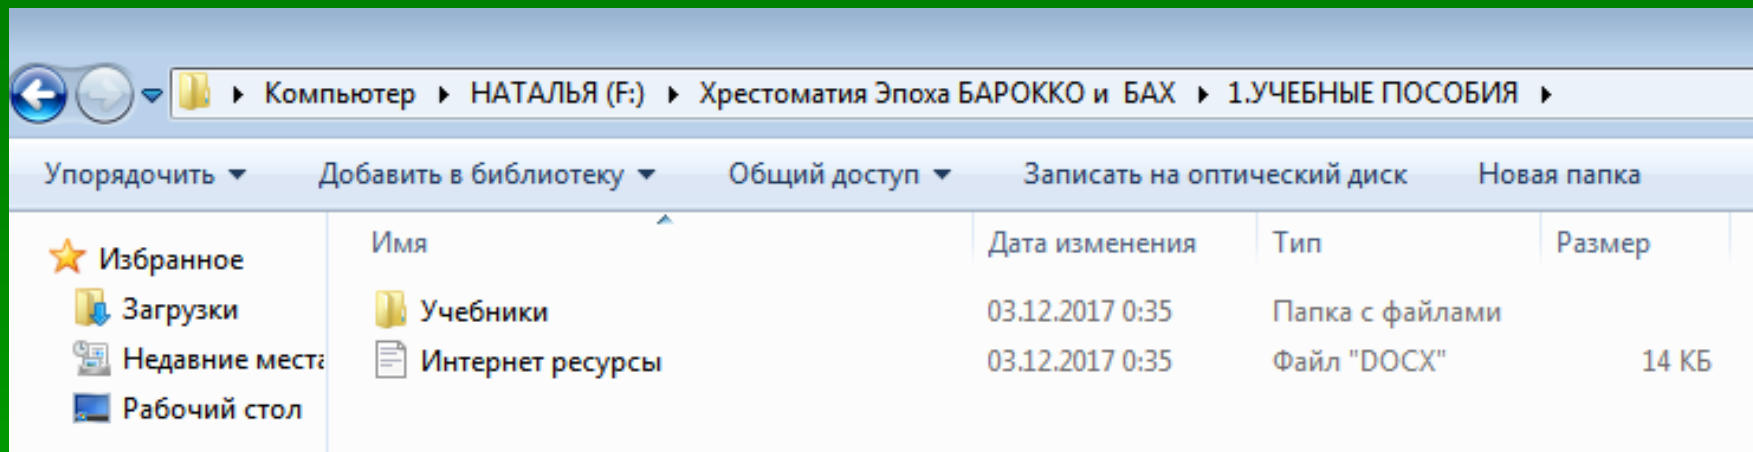 Компьютер НАТАЛЬЯ (F:) Хрестоматия Эпоха БАРОККО и БАХ 1.УЧЕБНЫЕ ПОСОБИЯ
Упорядочить Добавить в библиотеку Общий доступ Записать на оптический диск Новая папка
Имя Дата изменения Тип Размер
Избранное
Загрузки
Недавние места
Рабочий стол
Учебники 03.12.2017 0:35 Папка с файлами
Интернет ресурсы 03.12.2017 0:35 Файл "DOCX" 14 КБ